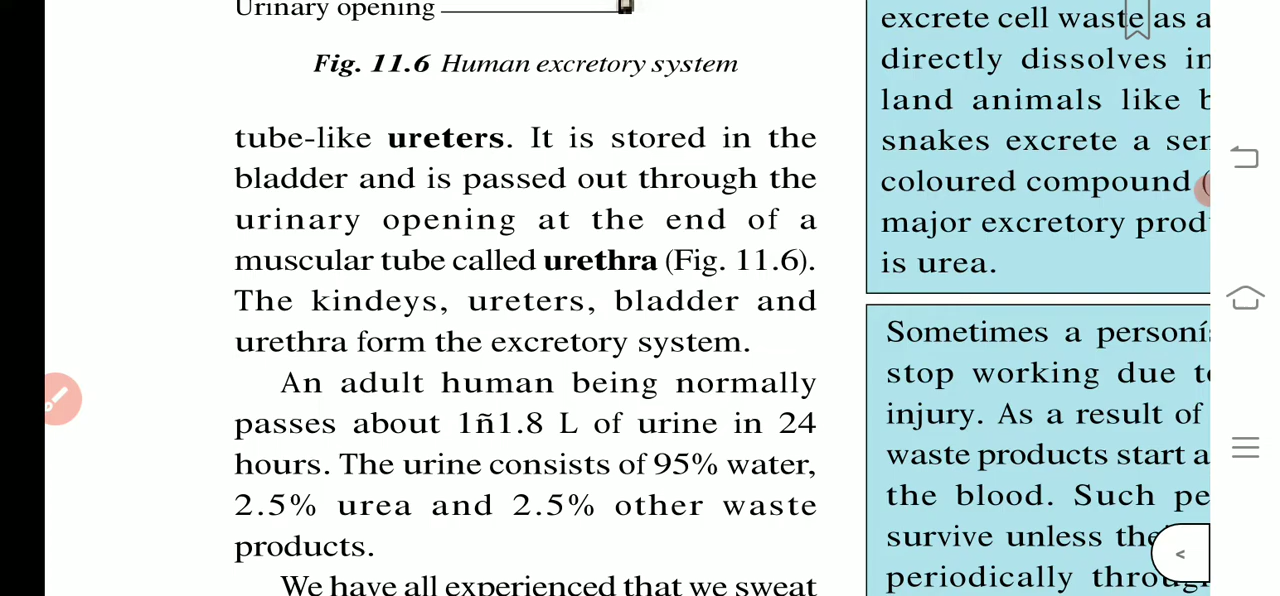 Urinary opening
Fig. 11.6 Human excretory system
tube-like ureters. It is stored in the
bladder and is passed out through the
urinary opening at the end of a
muscular tube called urethra (Fig. 11.6).
The kindeys, ureters, bladder and
urethra form the excretory system.
An adult human being normally
passes about 1ñ1.8 L of urine in 24
hours. The urine consists of 95% water,
2.5% urea and 2.5% other waste
products.
We have all experienced that we sweat
excrete cell waste as a
directly dissolves in
land animals like
snakes excrete a
coloured compound (
major excretory
is urea.
Sometimes a personí
stop working due
injury. As a result of
waste products start
the blood. Such
survive unless
periodically